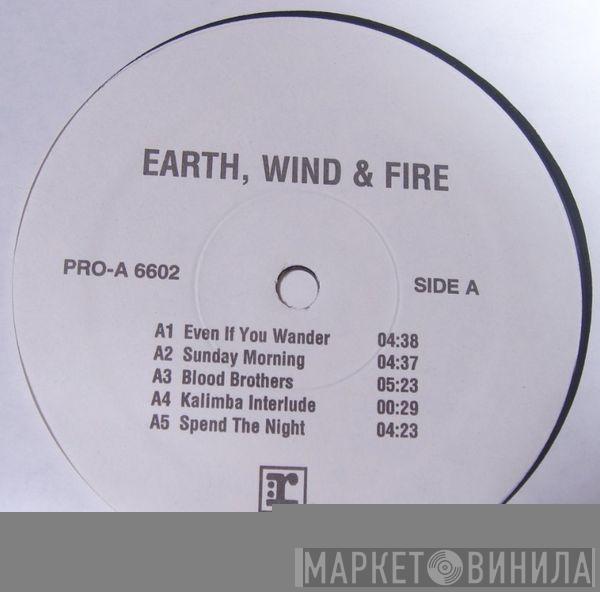 EARTH, WIND & FIRE
PRO-A 6602
SIDE A
A1 Even If You Wander 04:38
A2 Sunday Morning 04:37
A3 Blood Brothers 05:23
A4 Kalimba Interlude 00:29
A5 Spend The Night 04:23
:r
МАРКЕТ ВИНИЛА